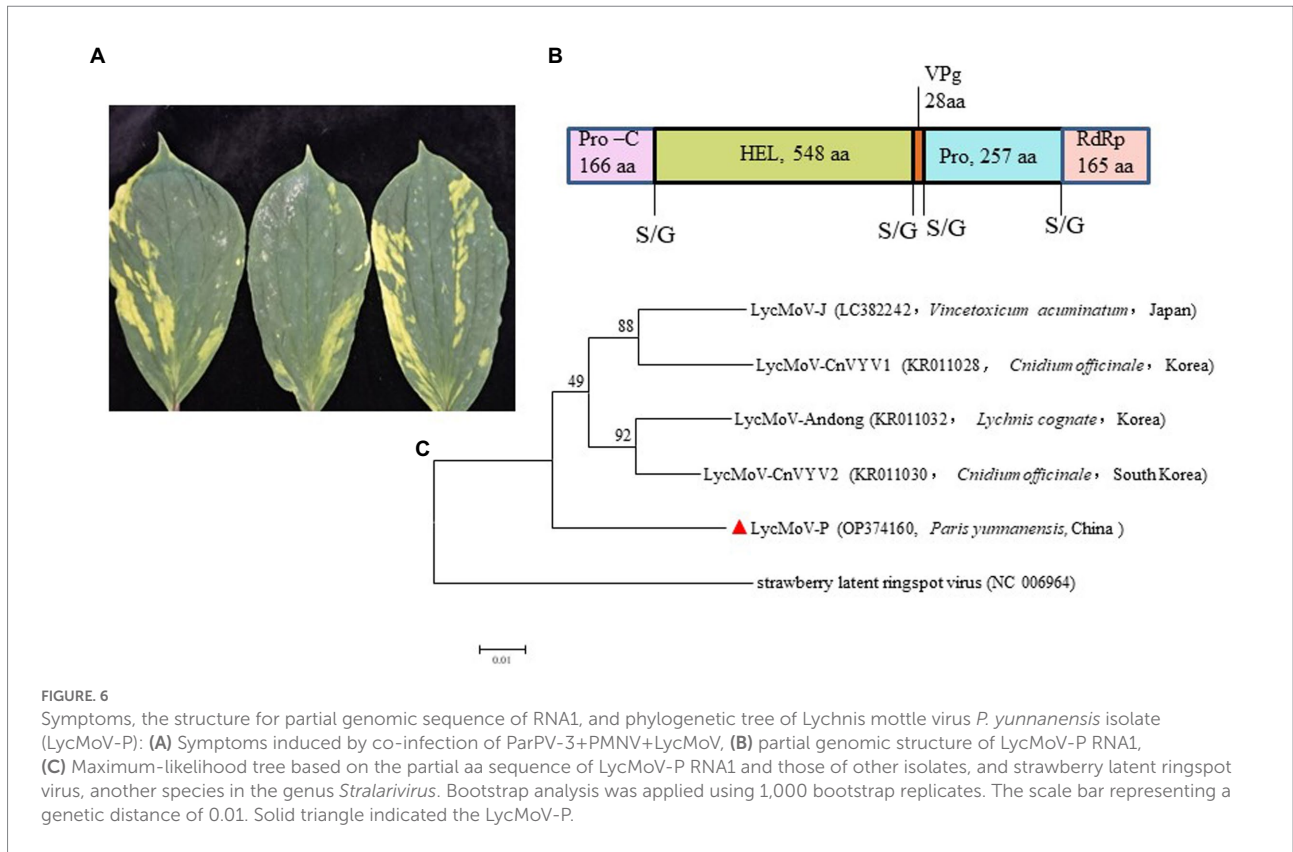 A
B
VPg
28aa
Pro –C
166 aa
HEL, 548 aa
Pro, 257 aa
RdRp
165 aa
S/G
S/G
S/G
S/G
C
88
49
92
LycMoV-J (LC382242，Vincetoxicum acuminatum，Japan)
LycMoV-CnVYV1 (KR011028，Cnidium officinale，Korea)
LycMoV-Andong (KR011032，Lychnis cognate，Korea)
LycMoV-CnVYV2 (KR011030，Cnidium officinale，South Korea)
LycMoV-P (OP374160, Paris yunnanensis, China )
strawberry latent ringspot virus (NC 006964)
0.01
FIGURE. 6
Symptoms, the structure for partial genomic sequence of RNA1, and phylogenetic tree of Lychnis mottle virus P. yunnanensis isolate
(LycMoV-P): (A) Symptoms induced by co-infection of ParPV-3+PMNV+LycMoV, (B) partial genomic structure of LycMoV-P RNA1,
(C) Maximum-likelihood tree based on the partial aa sequence of LycMoV-P RNA1 and those of other isolates, and strawberry latent ringspot
virus, another species in the genus Stralarivirus. Bootstrap analysis was applied using 1,000 bootstrap replicates. The scale bar representing a
genetic distance of 0.01. Solid triangle indicated the LycMoV-P.